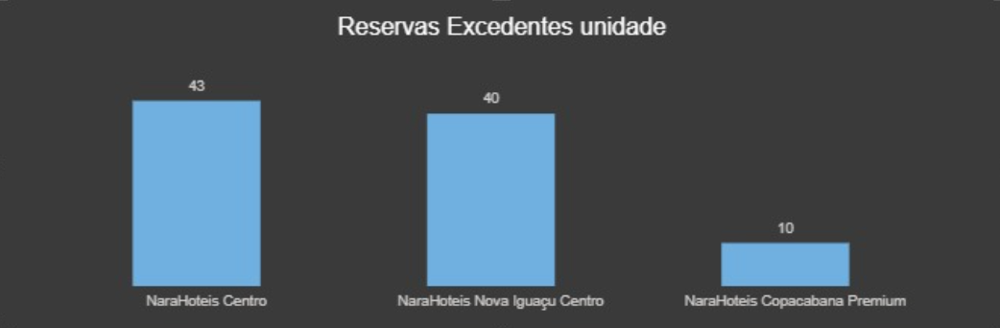 Reservas Excedentes unidade
43
40
10
NaraHoteis Centro
NaraHoteis Nova Iguaçu Centro
NaraHoteis Copacabana Premium